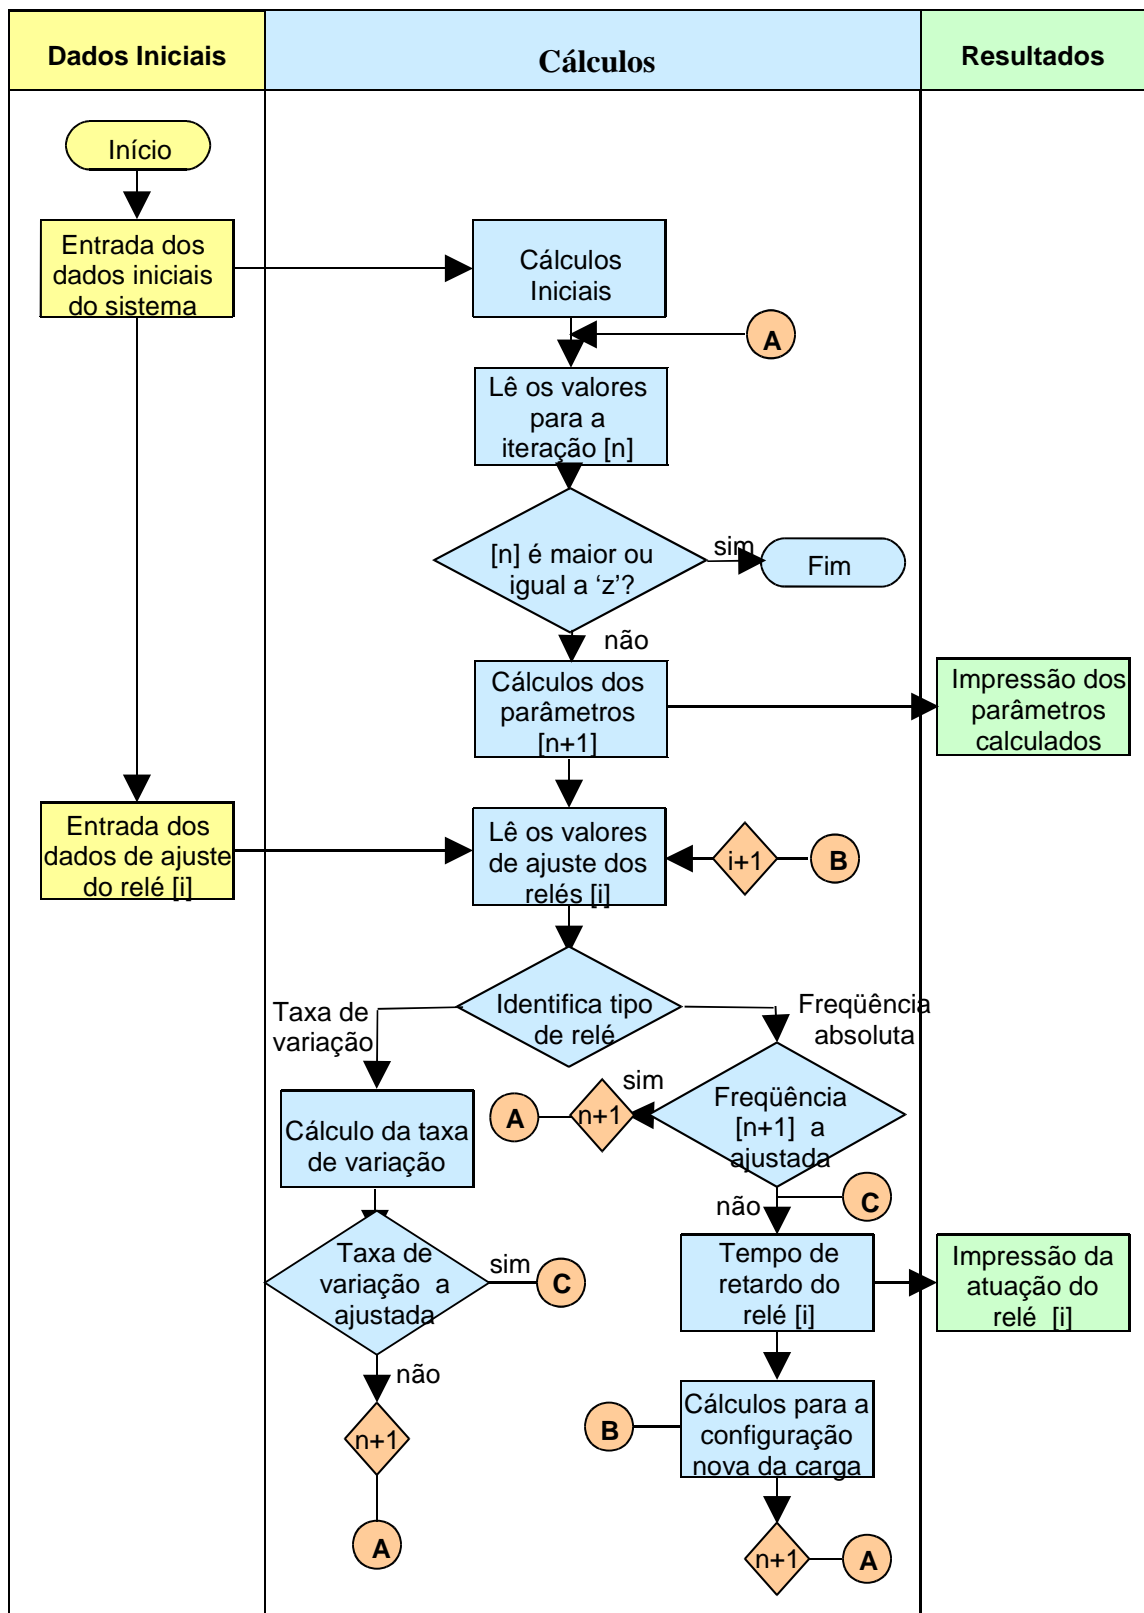 Dados Iniciais
Cálculos
Resultados
Início
Entrada dos
dados iniciais
do sistema
Cálculos
Iniciais
A
Lê os valores
para a
iteração [n]
[n] é maior ou
igual a ‘z’?
sim
Fim
não
Cálculos dos
parâmetros
[n+1]
Impressão dos
parâmetros
calculados
Entrada dos
dados de ajuste
do relé [i]
Lê os valores
de ajuste dos
relés [i]
i+1
B
Identifica tipo
de relé
Taxa de
variação
Freqüência
absoluta
Freqüência
[n+1] a
ajustada
sim
n+1
A
Cálculo da taxa
de variação
não
C
Taxa de
variação a
ajustada
sim
C
Tempo de
retardo do
relé [i]
Impressão da
atuação do
relé [i]
não
n+1
A
B
Cálculos para a
configuração
nova da carga
n+1
A